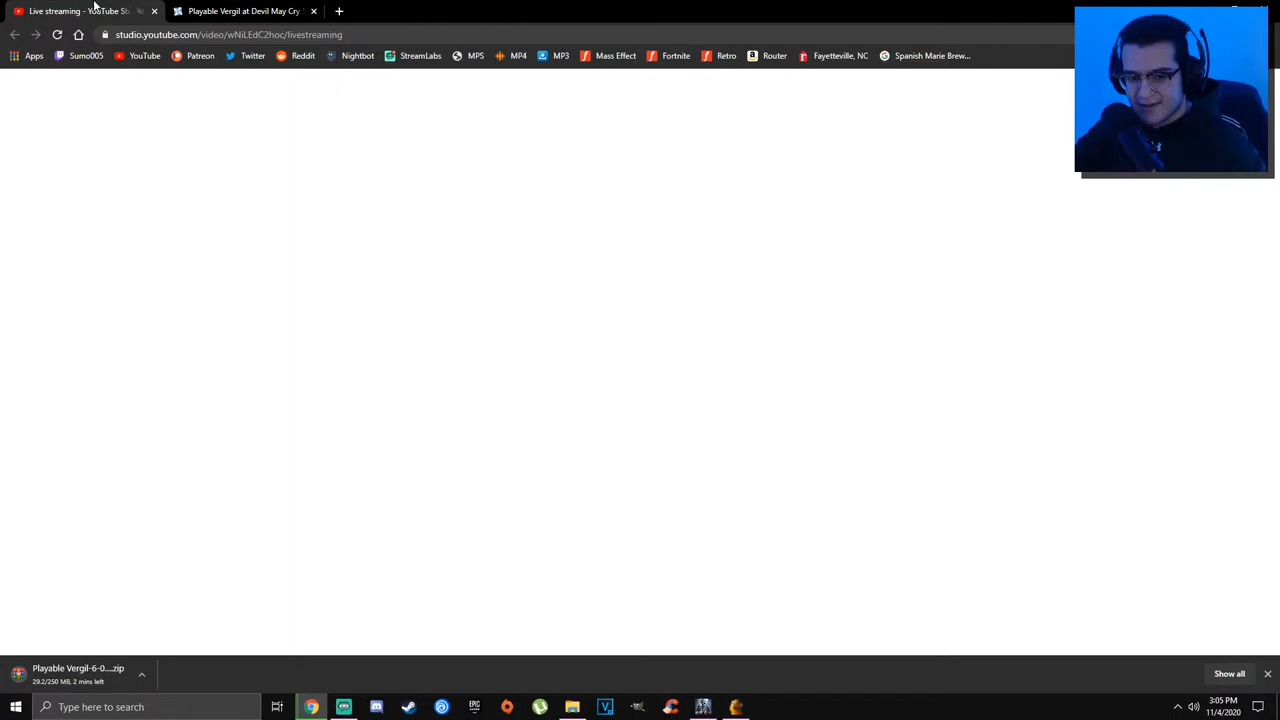 Live streaming - YouTube Stu
Playable Vergil at Devil May Cry
studio.youtube.com/video/wNiLEdC2hoc/livestreaming
Apps Sumo005 YouTube Patreon Twitter Reddit Nightbot StreamLabs MPS MP4 MP3 Mass Effect Fortnite Retro Router Fayetteville, NC Spanish Marie Brew...
Playable Vergil-6-0....zip
29.2/250 MB, 2 mins left
Show all
Type here to search
EPIC
3:05 PM
11/4/2020